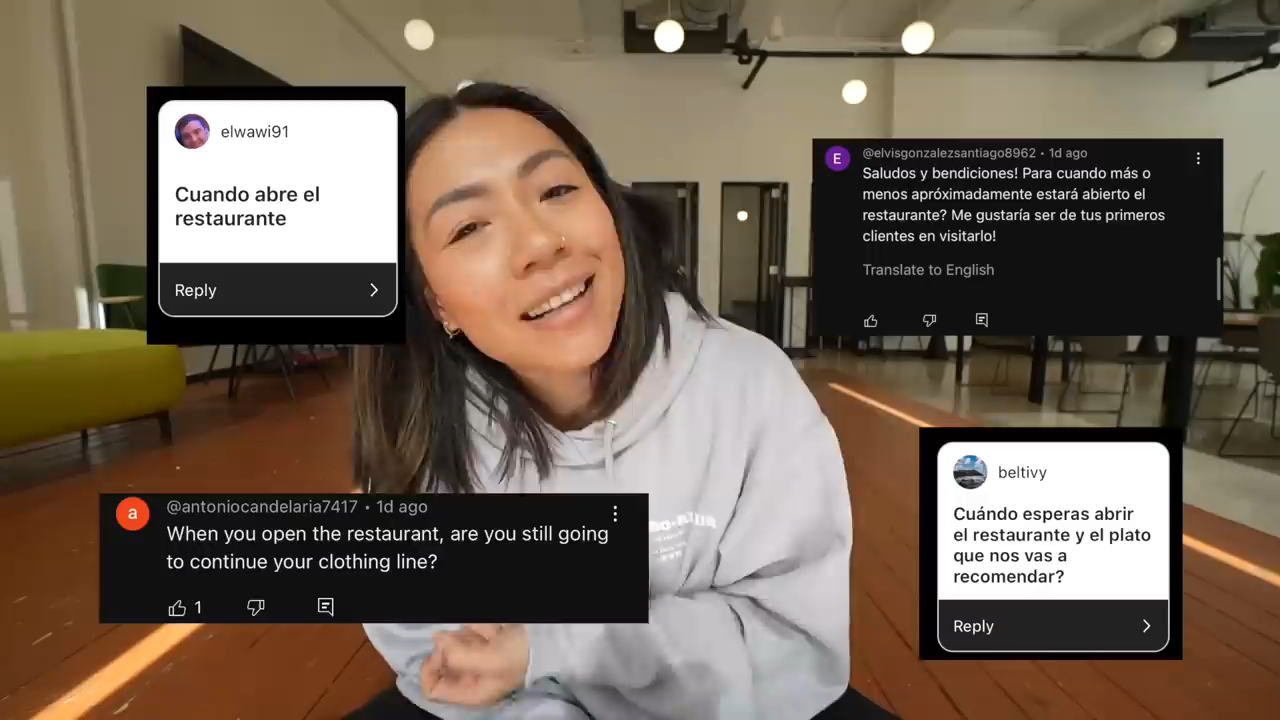 elwawi91
Cuando abre el
restaurante
Reply
@elvisgonzalezsantiago8962 • 1d ago
E
Saludos y bendiciones! Para cuando más o
menos apróximadamente estará abierto el
restaurante? Me gustaría ser de tus primeros
clientes en visitarlo!
Translate to English
@antoniocandelaria7417 • 1d ago
a
When you open the restaurant, are you still going
to continue your clothing line?
1
beltivy
Cuándo esperas abrir
el restaurante y el plato
que nos vas a
recomendar?
Reply